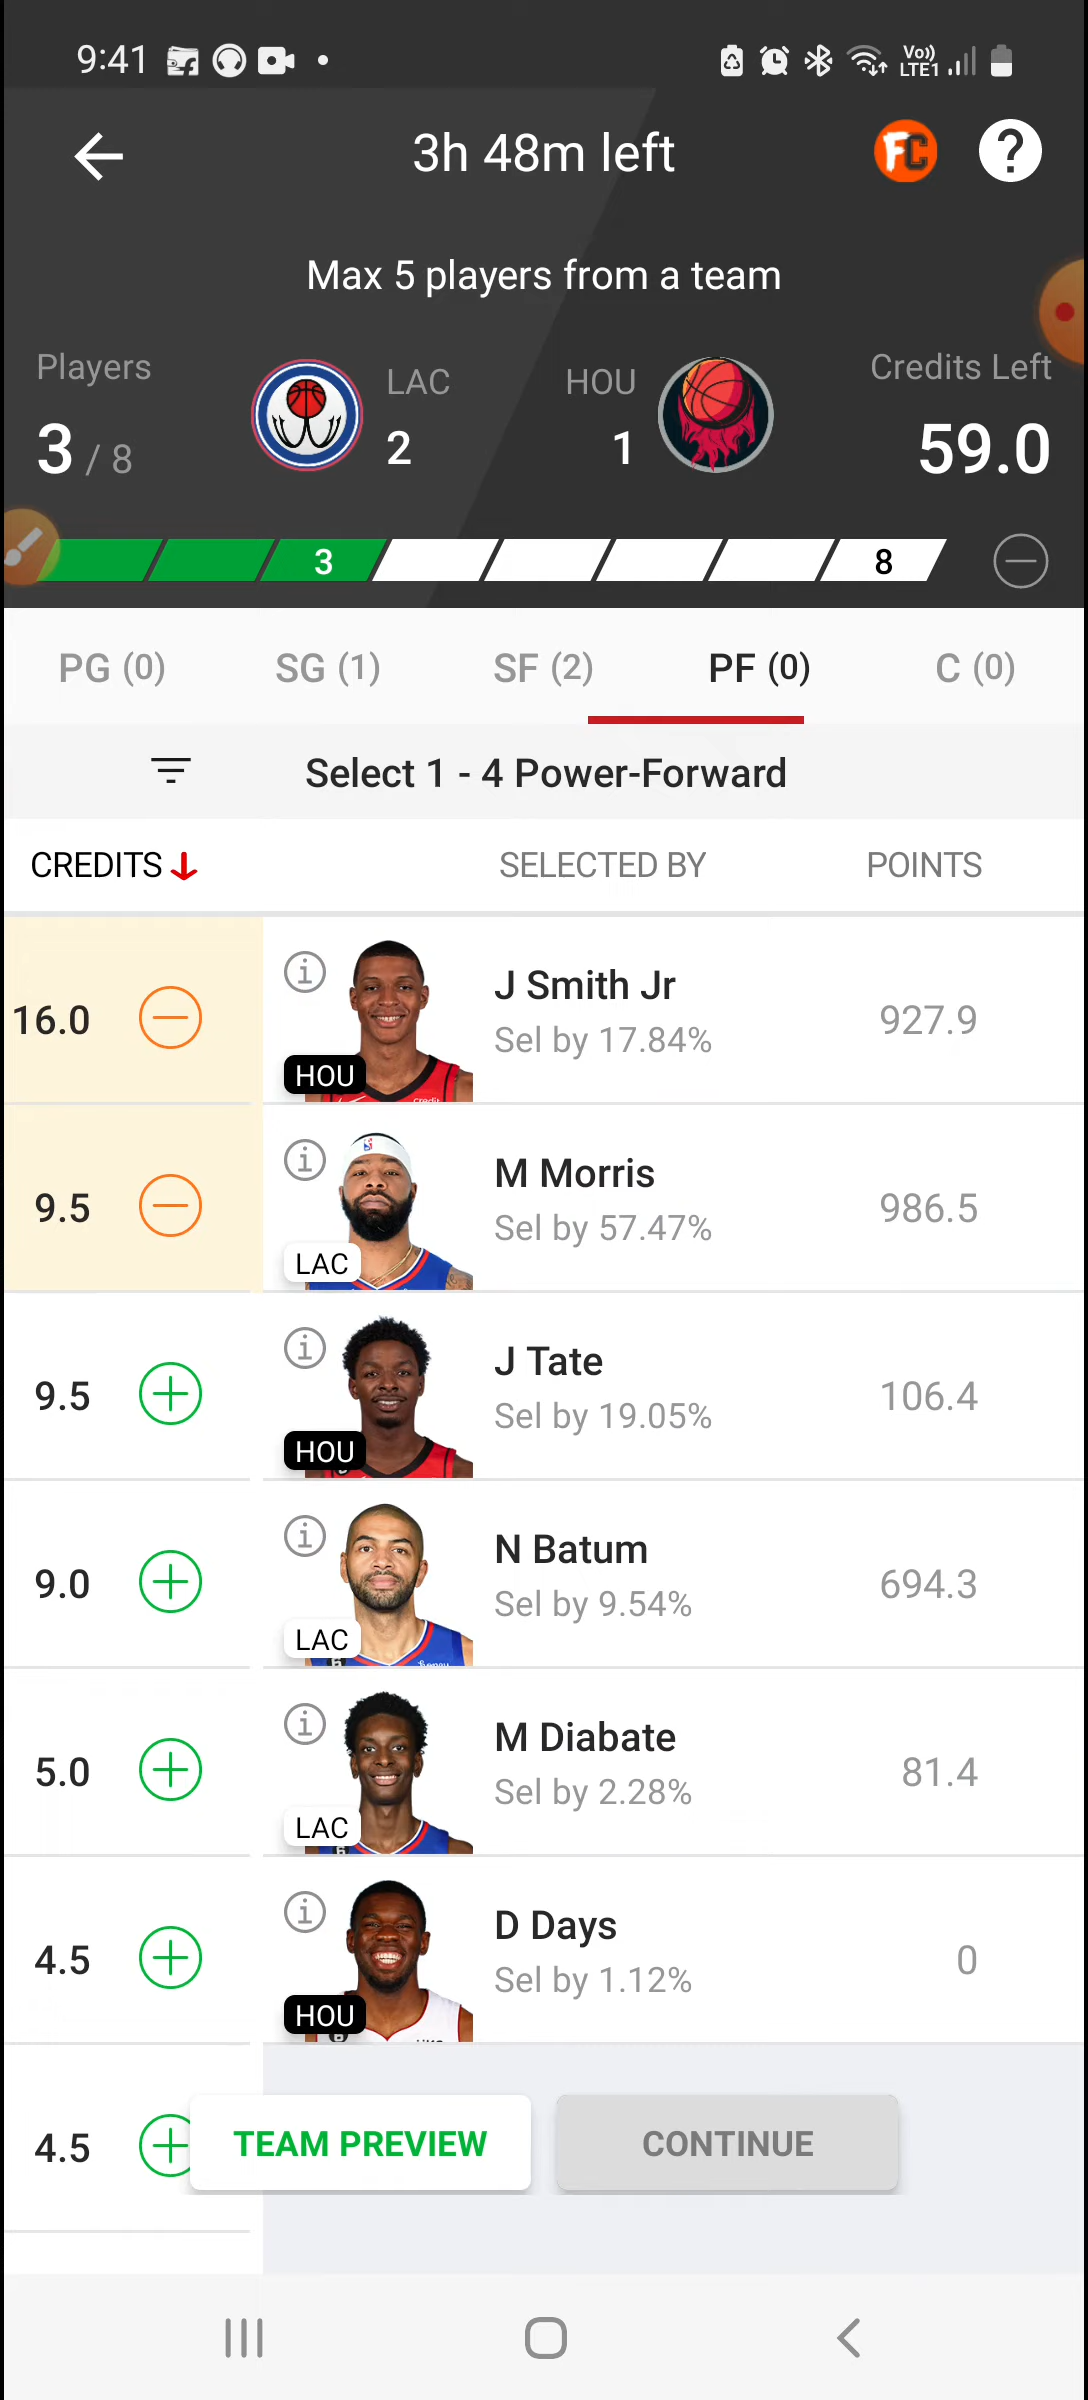 9:41
Vo))
LTE1
3h 48m left
FC
?
Max 5 players from a team
Players
LAC
HOU
Credits Left
3 / 8
2
1
59.0
3
8
PG (0)
SG (1)
SF (2)
PF (0)
C (0)
Select 1 - 4 Power-Forward
CREDITS
SELECTED BY
POINTS
16.0
i
HOU
J Smith Jr
Sel by 17.84%
927.9
9.5
i
LAC
M Morris
Sel by 57.47%
986.5
9.5
i
HOU
J Tate
Sel by 19.05%
106.4
9.0
i
LAC
N Batum
Sel by 9.54%
694.3
5.0
i
LAC
M Diabate
Sel by 2.28%
81.4
4.5
i
HOU
D Days
Sel by 1.12%
0
4.5
TEAM PREVIEW
CONTINUE